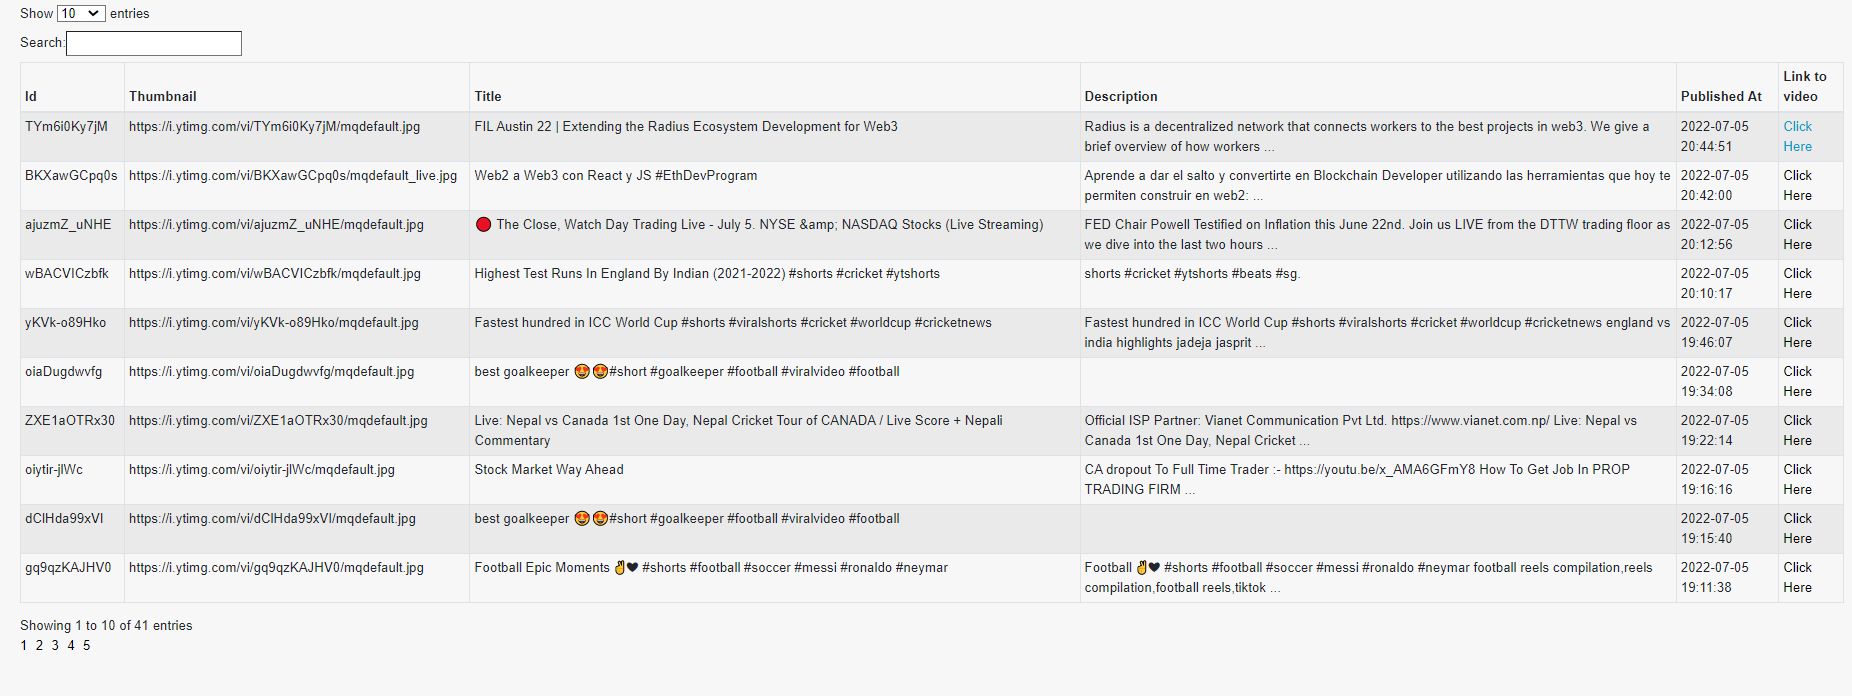 Show 10 entries
Search:
Id Thumbnail Title Description Published At Link to video
TYm6i0Ky7jM https://i.ytimg.com/vi/TYm6i0Ky7jM/mqdefault.jpg FIL Austin 22 | Extending the Radius Ecosystem Development for Web3 Radius is a decentralized network that connects workers to the best projects in web3. We give a 2022-07-05 Click
brief overview of how workers ... 20:44:51 Here
BKXawGCpq0s https://i.ytimg.com/vi/BKXawGCpq0s/mqdefault_live.jpg Web2 a Web3 con React y JS #EthDevProgram Aprende a dar el salto y convertirte en Blockchain Developer utilizando las herramientas que hoy te 2022-07-05 Click
permiten construir en web2: ... 20:42:00 Here
ajuzmZ_uNHE https://i.ytimg.com/vi/ajuzmZ_uNHE/mqdefault.jpg 🔴 The Close, Watch Day Trading Live - July 5. NYSE &amp; NASDAQ Stocks (Live Streaming) FED Chair Powell Testified on Inflation this June 22nd. Join us LIVE from the DTTW trading floor as 2022-07-05 Click
we dive into the last two hours ... 20:12:56 Here
wBACVICzbfk https://i.ytimg.com/vi/wBACVICzbfk/mqdefault.jpg Highest Test Runs In England By Indian (2021-2022) #shorts #cricket #ytshorts shorts #cricket #ytshorts #beats #sg. 2022-07-05 Click
20:10:17 Here
yKVk-o89Hko https://i.ytimg.com/vi/yKVk-o89Hko/mqdefault.jpg Fastest hundred in ICC World Cup #shorts #viralshorts #cricket #worldcup #cricketnews Fastest hundred in ICC World Cup #shorts #viralshorts #cricket #worldcup #cricketnews england vs 2022-07-05 Click
india highlights jadeja jasprit ... 19:46:07 Here
oiaDugdwvfg https://i.ytimg.com/vi/oiaDugdwvfg/mqdefault.jpg best goalkeeper 😍😍#short #goalkeeper #football #viralvideo #football 2022-07-05 Click
19:34:08 Here
ZXE1aOTRx30 https://i.ytimg.com/vi/ZXE1aOTRx30/mqdefault.jpg Live: Nepal vs Canada 1st One Day, Nepal Cricket Tour of CANADA / Live Score + Nepali Official ISP Partner: Vianet Communication Pvt Ltd. https://www.vianet.com.np/ Live: Nepal vs 2022-07-05 Click
Commentary Canada 1st One Day, Nepal Cricket ... 19:22:14 Here
oiytir-jlWc https://i.ytimg.com/vi/oiytir-jlWc/mqdefault.jpg Stock Market Way Ahead CA dropout To Full Time Trader :- https://youtu.be/x_AMA6GFmY8 How To Get Job In PROP 2022-07-05 Click
TRADING FIRM ... 19:16:16 Here
dCIHda99xVI https://i.ytimg.com/vi/dCIHda99xVI/mqdefault.jpg best goalkeeper 😍😍#short #goalkeeper #football #viralvideo #football 2022-07-05 Click
19:15:40 Here
gq9qzKAJHV0 https://i.ytimg.com/vi/gq9qzKAJHV0/mqdefault.jpg Football Epic Moments ✌️🖤 #shorts #football #soccer #messi #ronaldo #neymar Football ✌️🖤 #shorts #football #soccer #messi #ronaldo #neymar football reels compilation,reels 2022-07-05 Click
compilation,football reels,tiktok ... 19:11:38 Here
Showing 1 to 10 of 41 entries
1 2 3 4 5